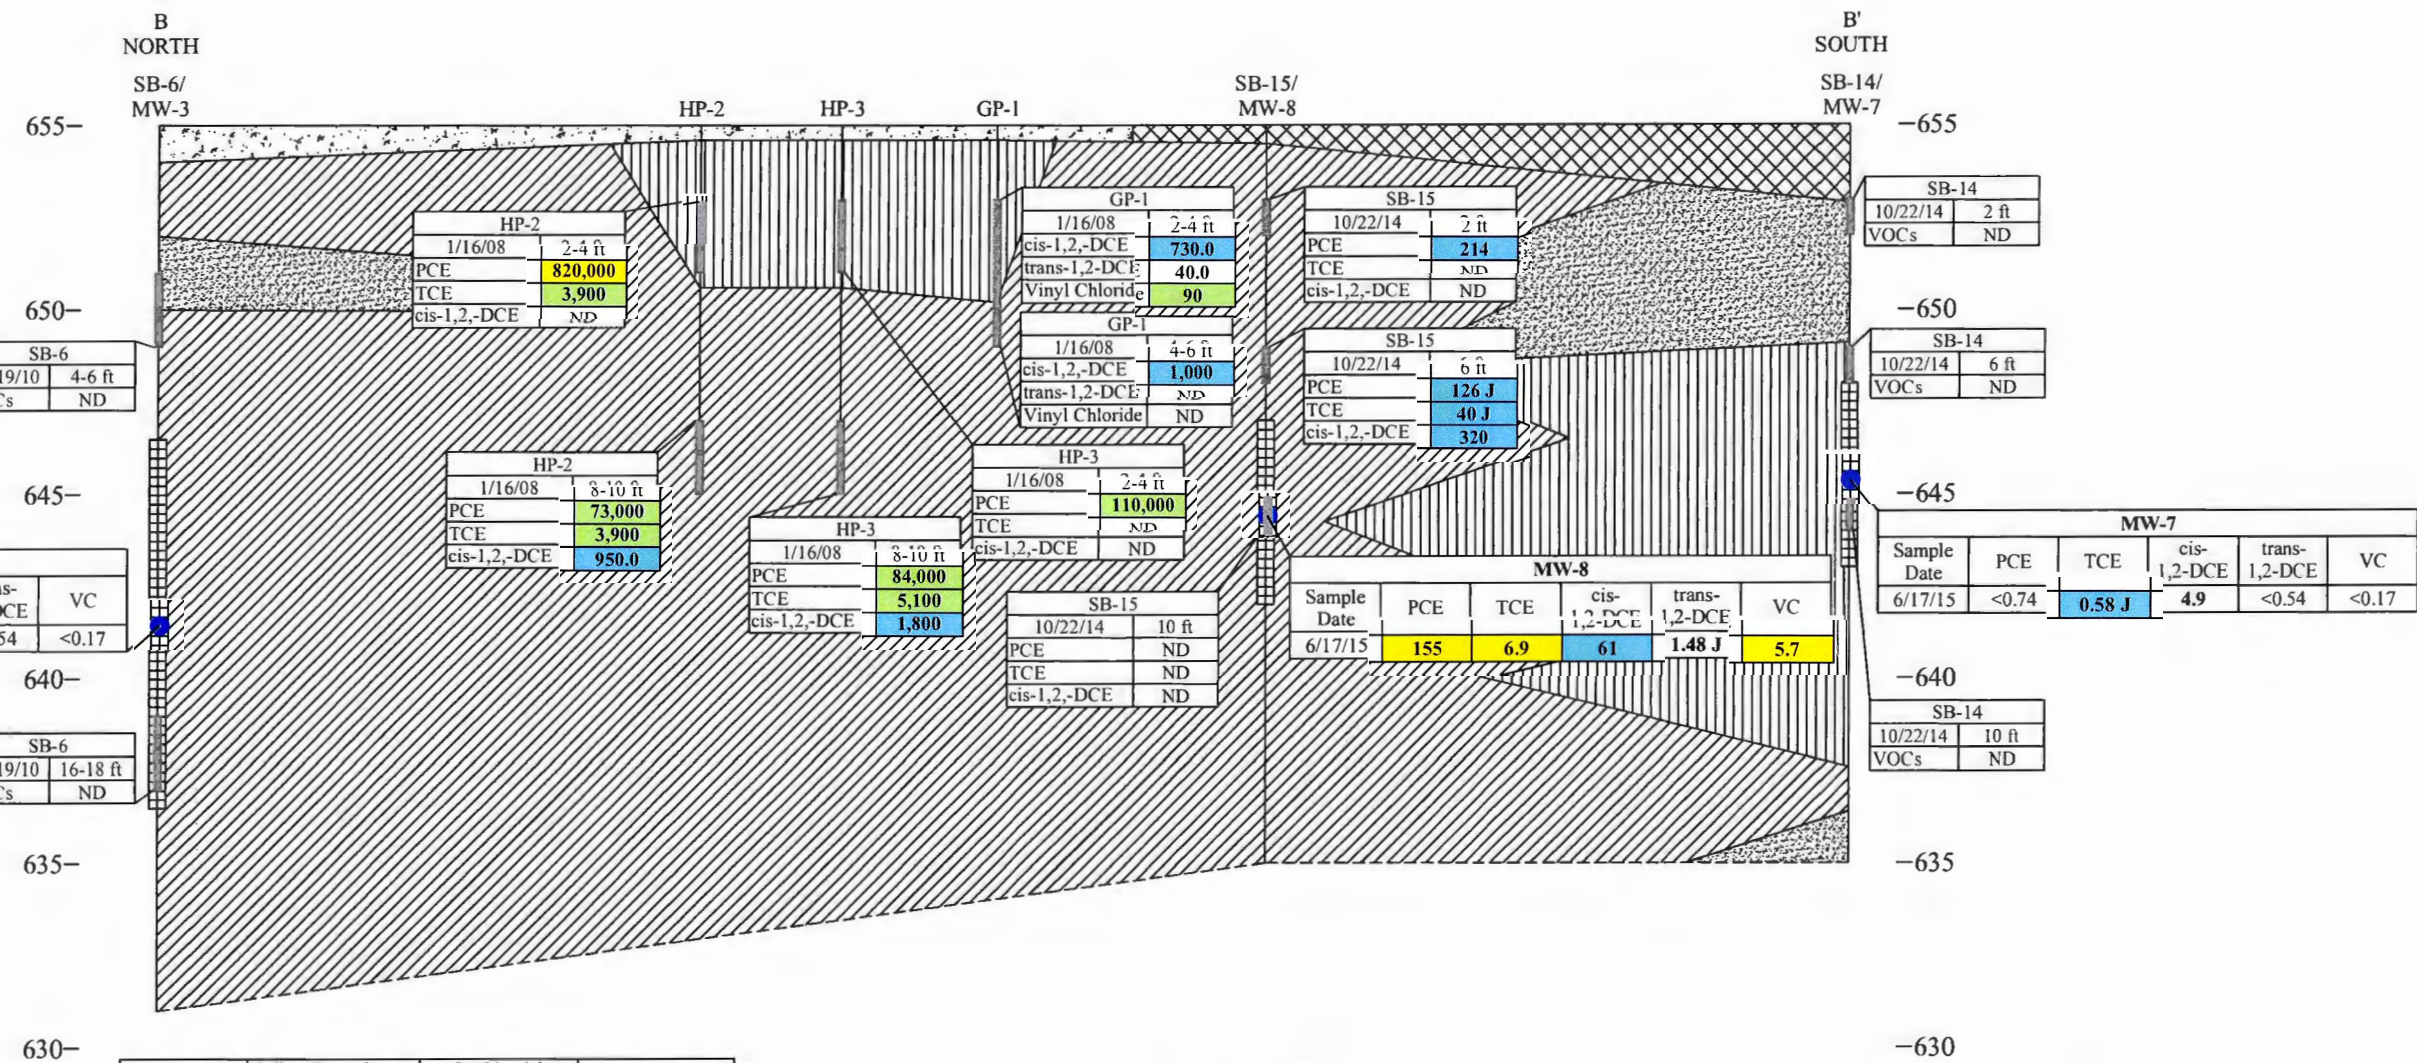 B
NORTH
B'
SOUTH
SB-6/
MW-3
HP-2
HP-3
GP-1
SB-15/
MW-8
SB-14/
MW-7
655
655
650
650
645
645
640
640
635
635
630
630
SB-6
19/10 4-6 ft
Cs ND
VC
<0.17
SB-6
19/10 16-18 ft
Cs ND
HP-2
1/16/08 2-4 ft
PCE 820,000
TCE 3,900
cis-1,2,-DCE ND
HP-2
1/16/08 8-10 ft
PCE 73,000
TCE 3,900
cis-1,2,-DCE 950.0
HP-3
1/16/08 8-10 ft
PCE 84,000
TCE 5,100
cis-1,2,-DCE 1,800
HP-3
1/16/08 2-4 ft
PCE 110,000
TCE ND
cis-1,2,-DCE ND
GP-1
1/16/08 2-4 ft
cis-1,2,-DCE 730.0
trans-1,2-DCE 40.0
Vinyl Chloride 90
GP-1
1/16/08 4-6 ft
cis-1,2,-DCE 1,000
trans-1,2-DCE ND
Vinyl Chloride ND
SB-15
10/22/14 2 ft
PCE 214
TCE ND
cis-1,2,-DCE ND
SB-15
10/22/14 6 ft
PCE 126 J
TCE 40 J
cis-1,2,-DCE 320
SB-15
10/22/14 10 ft
PCE ND
TCE ND
cis-1,2,-DCE ND
MW-8
Sample Date PCE TCE cis-1,2-DCE trans-1,2-DCE VC
6/17/15 155 6.9 61 1.48 J 5.7
SB-14
10/22/14 2 ft
VOCs ND
SB-14
10/22/14 6 ft
VOCs ND
MW-7
Sample Date PCE TCE cis-1,2-DCE trans-1,2-DCE VC
6/17/15 <0.74 0.58 J 4.9 <0.54 <0.17
SB-14
10/22/14 10 ft
VOCs ND